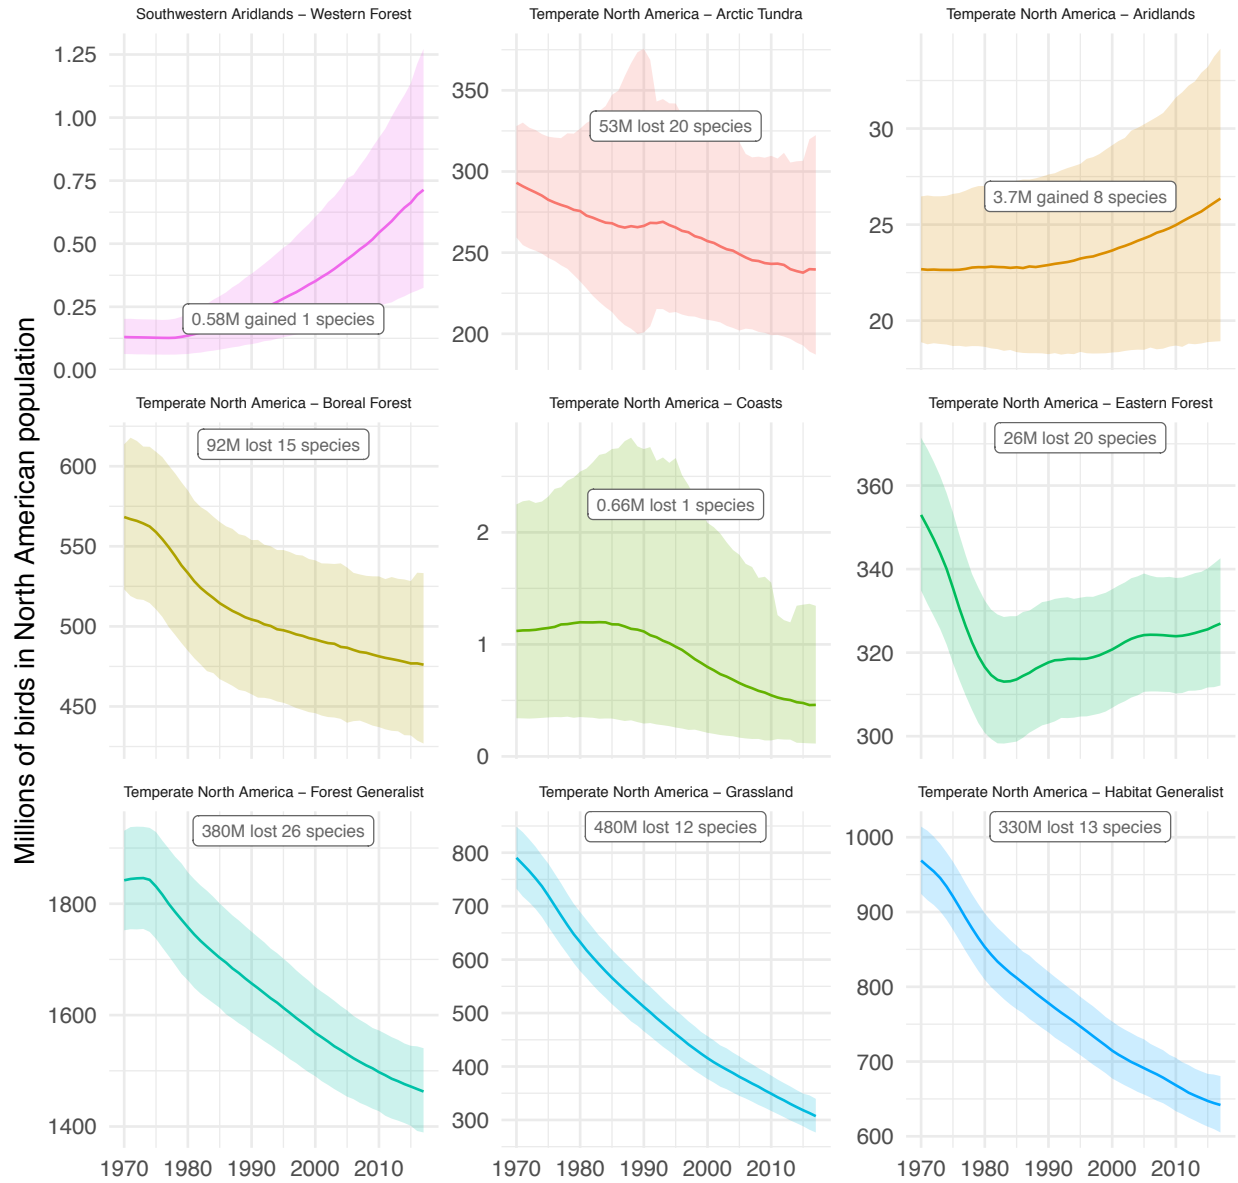 Southwestern Aridlands − Western Forest
Temperate North America − Arctic Tundra
Temperate North America − Aridlands
1.25
1.00
0.75
0.50
0.25
0.00
0.58M gained 1 species
350
300
250
200
53M lost 20 species
30
25
20
3.7M gained 8 species
Millions of birds in North American population
Temperate North America − Boreal Forest
Temperate North America − Coasts
Temperate North America − Eastern Forest
600
550
500
450
92M lost 15 species
2
1
0
0.66M lost 1 species
360
340
320
300
26M lost 20 species
Temperate North America − Forest Generalist
Temperate North America − Grassland
Temperate North America − Habitat Generalist
1800
1600
1400
380M lost 26 species
800
700
600
500
400
300
480M lost 12 species
1000
900
800
700
600
330M lost 13 species
1970 1980 1990 2000 2010
1970 1980 1990 2000 2010
1970 1980 1990 2000 2010